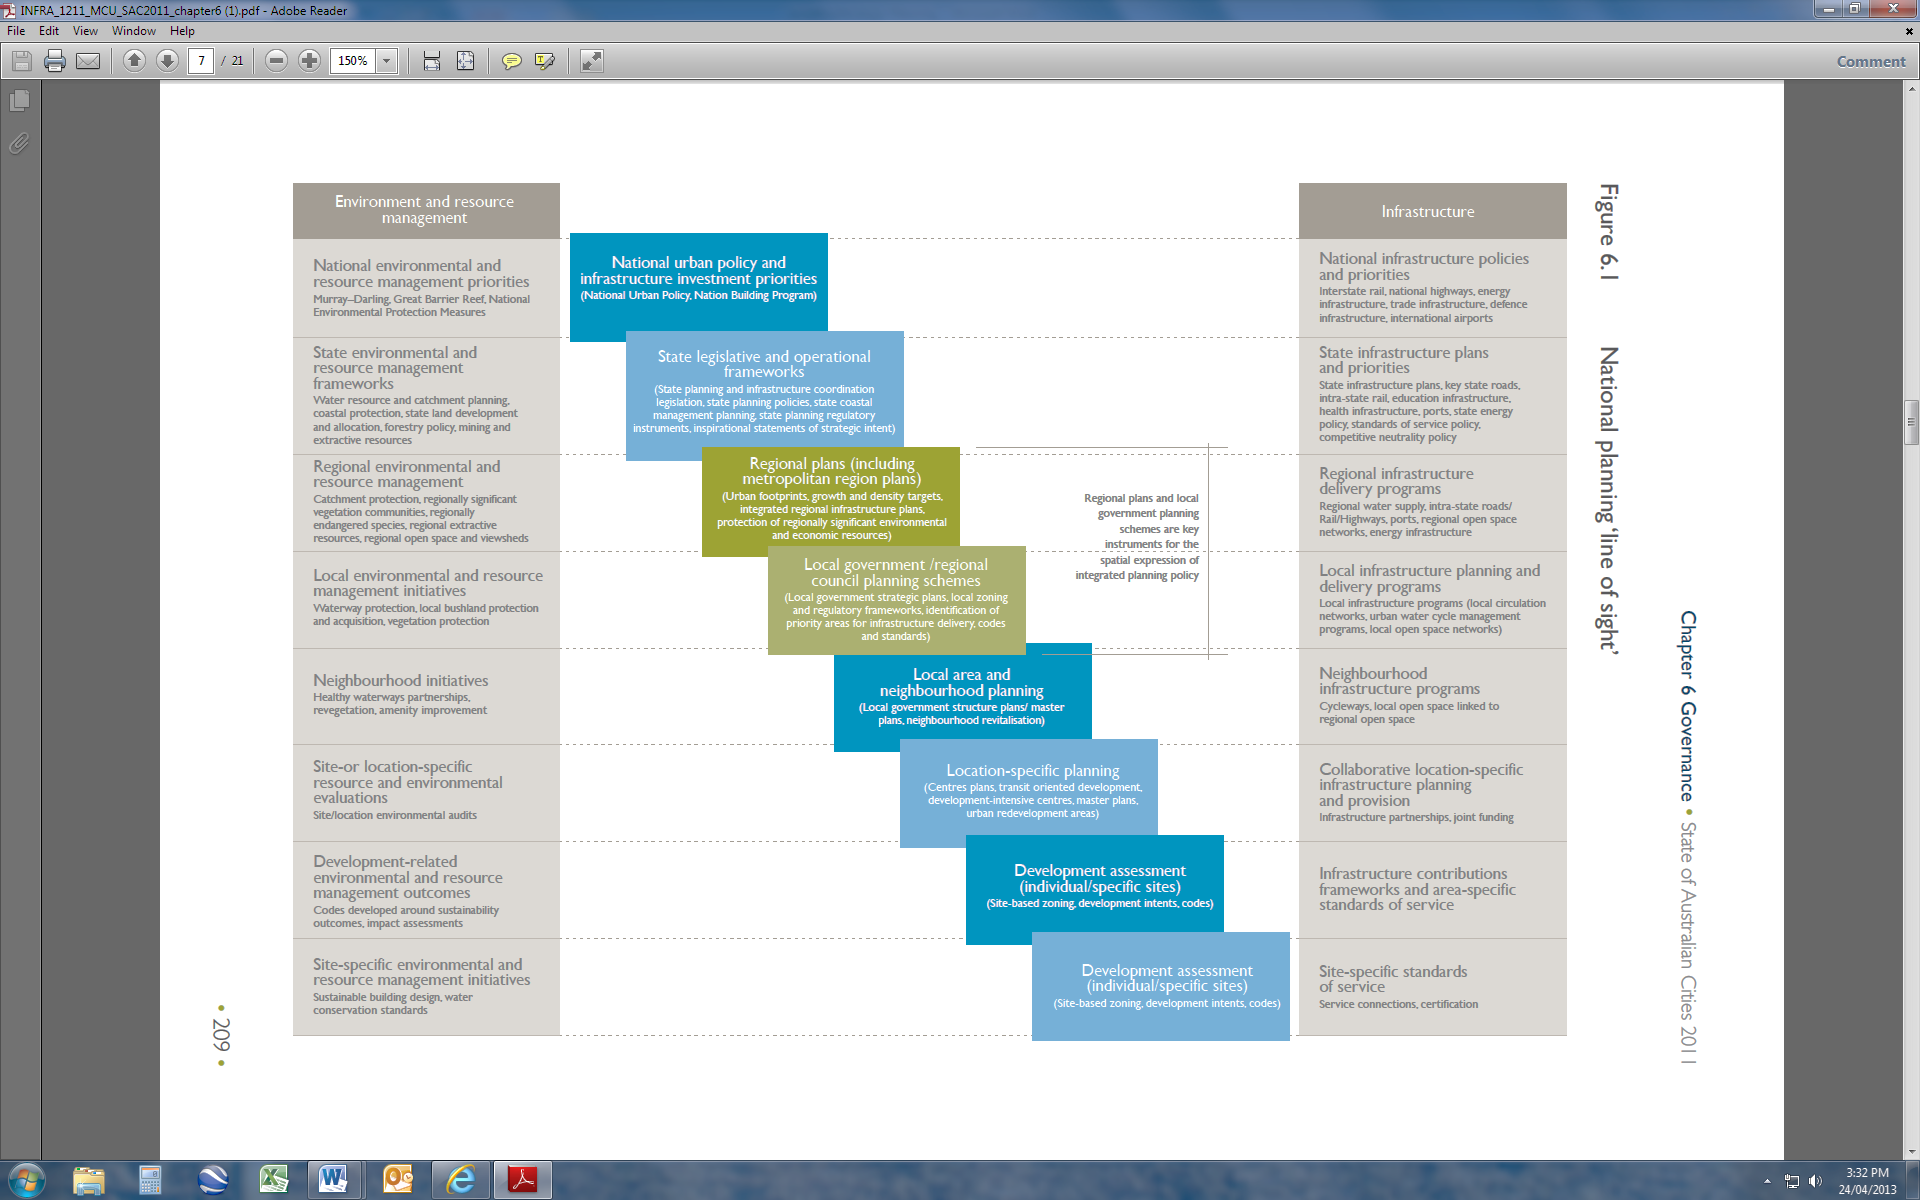 INFRA_1211_MCU_SAC2011_chapter6 (1).pdf - Adobe Reader
File Edit View Window Help
7 / 21
150%
Comment
Environment and resource
management
National environmental and
resource management priorities
Murray–Darling, Great Barrier Reef, National
Environmental Protection Measures
State environmental and
resource management
frameworks
Water resource and catchment planning,
coastal protection, state land development
and allocation, forestry policy, mining and
extractive resources
Regional environmental and
resource management
Catchment protection, regionally significant
vegetation communities, regionally
endangered species, regional extractive
resources, regional open space and viewsheds
Local environmental and resource
management initiatives
Waterway protection, local bushland protection
and acquisition, vegetation protection
Neighbourhood initiatives
Healthy waterways partnerships,
revegetation, amenity improvement
Site-or location-specific
resource and environmental
evaluations
Site/location environmental audits
Development-related
environmental and resource
management outcomes
Codes developed around sustainability
outcomes, impact assessments
Site-specific environmental and
resource management initiatives
Sustainable building design, water
conservation standards
National urban policy and
infrastructure investment priorities
(National Urban Policy, Nation Building Program)
State legislative and operational
frameworks
(State planning and infrastructure coordination
legislation, state planning policies, state coastal
management planning, state planning regulatory
instruments, inspirational statements of strategic intent)
Regional plans (including
metropolitan region plans)
(Urban footprints, growth and density targets,
integrated regional infrastructure plans,
protection of regionally significant environmental
and economic resources)
Local government /regional
council planning schemes
(Local government strategic plans, local zoning
and regulatory frameworks, identification of
priority areas for infrastructure delivery, codes
and standards)
Local area and
neighbourhood planning
(Local government structure plans/ master
plans, neighbourhood revitalisation)
Location-specific planning
(Centres plans, transit oriented development,
development-intensive centres, master plans,
urban redevelopment areas)
Development assessment
(individual/specific sites)
(Site-based zoning, development intents, codes)
Development assessment
(individual/specific sites)
(Site-based zoning, development intents, codes)
Regional plans and local
government planning
schemes are key
instruments for the
spatial expression of
integrated planning policy
Infrastructure
National infrastructure policies
and priorities
Interstate rail, national highways, energy
infrastructure, trade infrastructure, defence
infrastructure, international airports
State infrastructure plans
and priorities
State infrastructure plans, key state roads,
intra-state rail, education infrastructure,
health infrastructure, ports, state energy
policy, standards of service policy,
competitive neutrality policy
Regional infrastructure
delivery programs
Regional water supply, intra-state roads/
Rail/Highways, ports, regional open space
networks, energy infrastructure
Local infrastructure planning and
delivery programs
Local infrastructure programs (local circulation
networks, urban water cycle management
programs, local open space networks)
Neighbourhood
infrastructure programs
Cycleways, local open space linked to
regional open space
Collaborative location-specific
infrastructure planning
and provision
Infrastructure partnerships, joint funding
Infrastructure contributions
frameworks and area-specific
standards of service
Site-specific standards
of service
Service connections, certification
Figure 6.1 National planning ‘line of sight’
Chapter 6 Governance • State of Australian Cities 2011
• 209 •
3:32 PM
24/04/2013